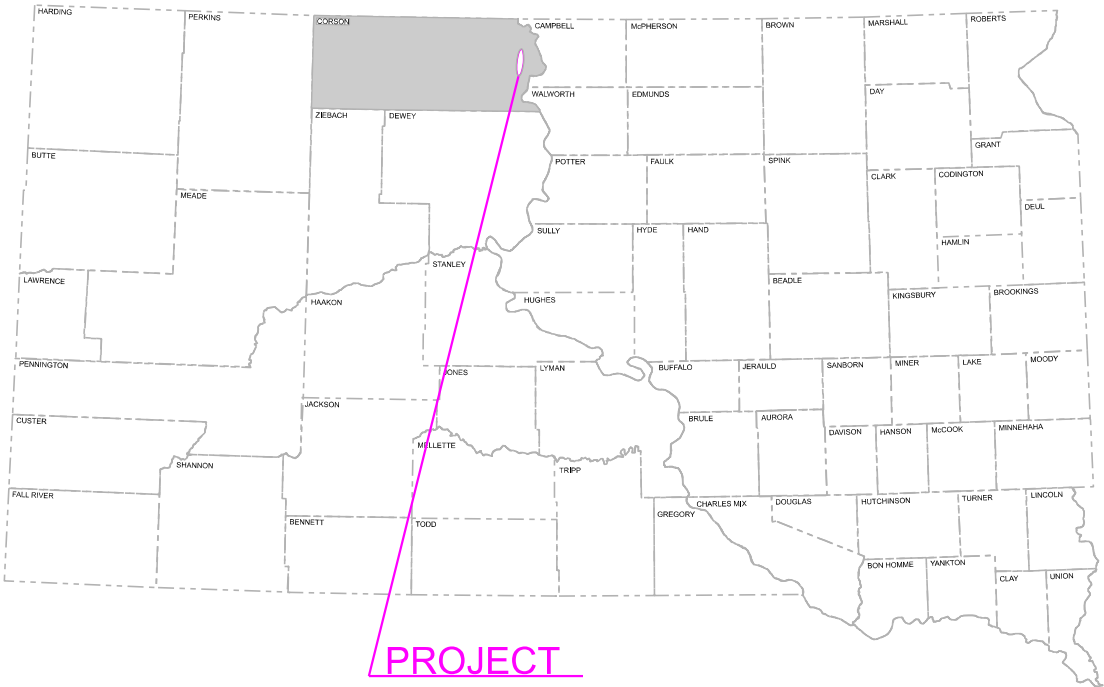 HARDING
PERKINS
CORSON
CAMPBELL
McPHERSON
BROWN
MARSHALL
ROBERTS
WALWORTH
EDMUNDS
DAY
ZIEBACH
DEWEY
GRANT
BUTTE
POTTER
FAULK
SPINK
CLARK
CODINGTON
MEADE
DEUL
SULLY
HYDE
HAND
HAMLIN
STANLEY
LAWRENCE
BEADLE
HAAKON
HUGHES
KINGSBURY
BROOKINGS
PENNINGTON
JONES
LYMAN
BUFFALO
JERAULD
SANBORN
MINER
LAKE
MOODY
JACKSON
CUSTER
BRULE
AURORA
DAVISON
HANSON
McCOOK
MINNEHAHA
MELLETTE
SHANNON
TRIPP
FALL RIVER
CHARLES MIX
DOUGLAS
HUTCHINSON
TURNER
LINCOLN
GREGORY
BENNETT
TODD
BON HOMME
YANKTON
CLAY
UNION
PROJECT